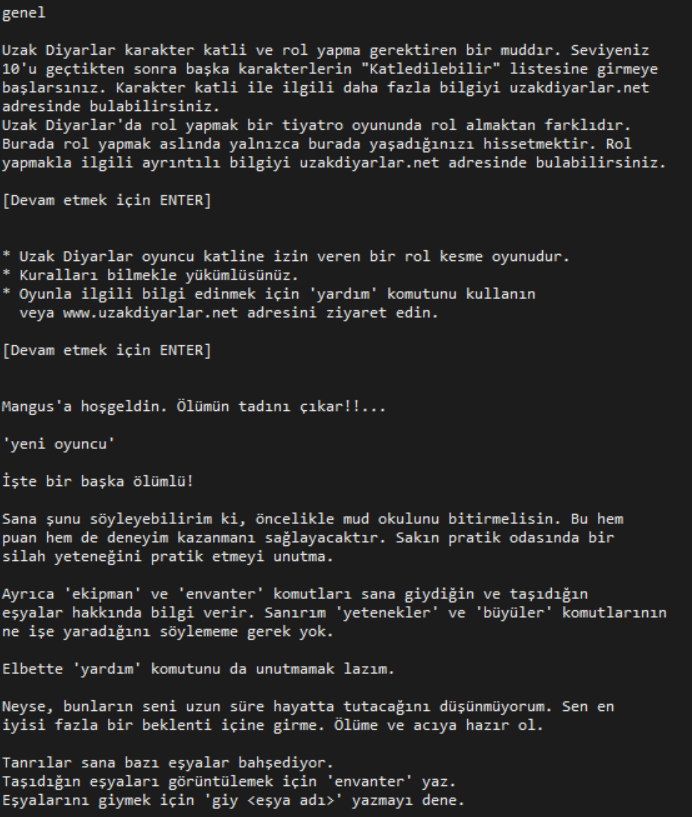 genel
Uzak Diyarlar karakter katli ve rol yapma gerektiren bir muddır. Seviyeniz
10'u geçtikten sonra başka karakterlerin "Katledilebilir" listesine girmeye
başlarsınız. Karakter katli ile ilgili daha fazla bilgiyi uzakdiyarlar.net
adresinde bulabilirsiniz.
Uzak Diyarlar'da rol yapmak bir tiyatro oyununda rol almaktan farklıdır.
Burada rol yapmak aslında yalnızca burada yaşadığınızı hissetmektir. Rol
yapmakla ilgili ayrıntılı bilgiyi uzakdiyarlar.net adresinde bulabilirsiniz.
[Devam etmek için ENTER]
* Uzak Diyarlar oyuncu katline izin veren bir rol kesme oyunudur.
* Kuralları bilmekle yükümlüsünüz.
* Oyunla ilgili bilgi edinmek için 'yardım' komutunu kullanın
veya www.uzakdiyarlar.net adresini ziyaret edin.
[Devam etmek için ENTER]
Mangus'a hoşgeldin. Ölümün tadını çıkar!!...
'yeni oyuncu'
İşte bir başka ölümlü!
Sana şunu söyleyebilirim ki, öncelikle mud okulunu bitirmelisin. Bu hem
puan hem de deneyim kazanmanı sağlayacaktır. Sakın pratik odasında bir
silah yeteneğini pratik etmeyi unutma.
Ayrıca 'ekipman' ve 'envanter' komutları sana giydiğin ve taşıdığın
eşyalar hakkında bilgi verir. Sanırım 'yetenekler' ve 'büyüler' komutlarının
ne işe yaradığını söylememe gerek yok.
Elbette 'yardım' komutunu da unutmamak lazım.
Neyse, bunların seni uzun süre hayatta tutacağını düşünmüyorum. Sen en
iyisi fazla bir beklenti içine girme. Ölüme ve acıya hazır ol.
Tanrılar sana bazı eşyalar bahşediyor.
Taşıdığın eşyaları görüntülemek için 'envanter' yaz.
Eşyalarını giymek için 'giy <eşya adı>' yazmayı dene.